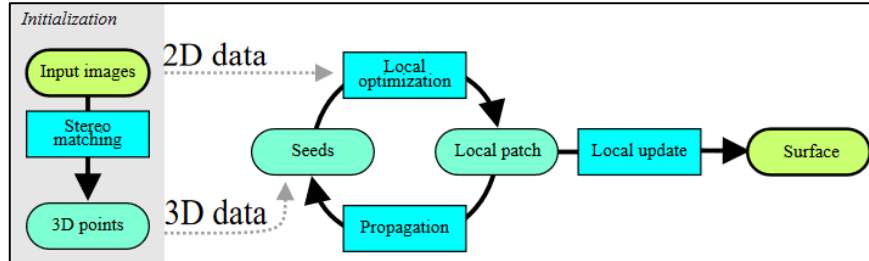 Initialization
Input images
Stereo
matching
3D points
2D data
3D data
Local
optimization
Seeds
Local patch
Propagation
Local update
Surface